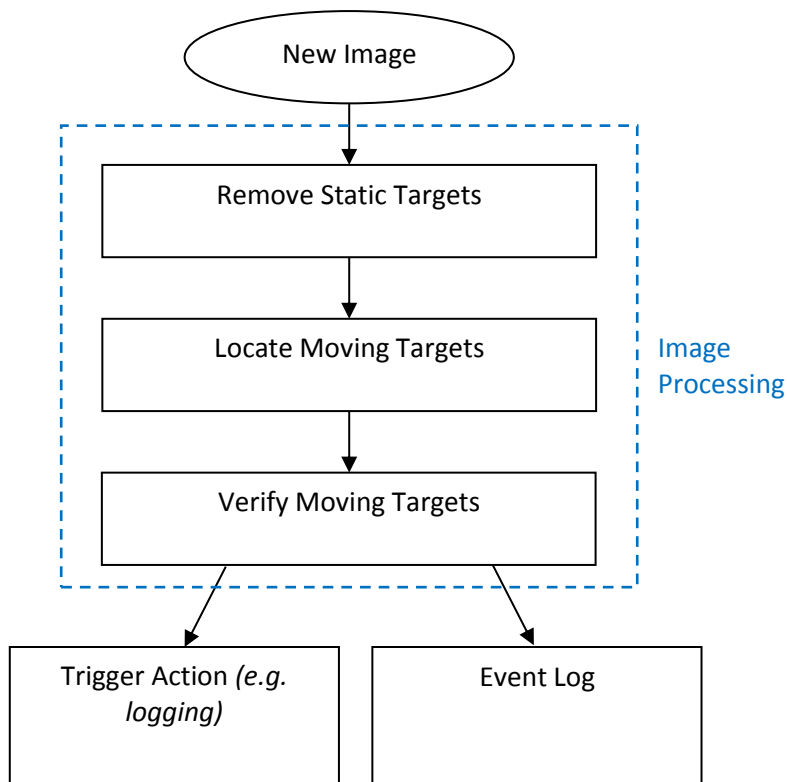 New Image
Remove Static Targets
Locate Moving Targets
Image
Processing
Verify Moving Targets
Trigger Action (e.g.
logging)
Event Log